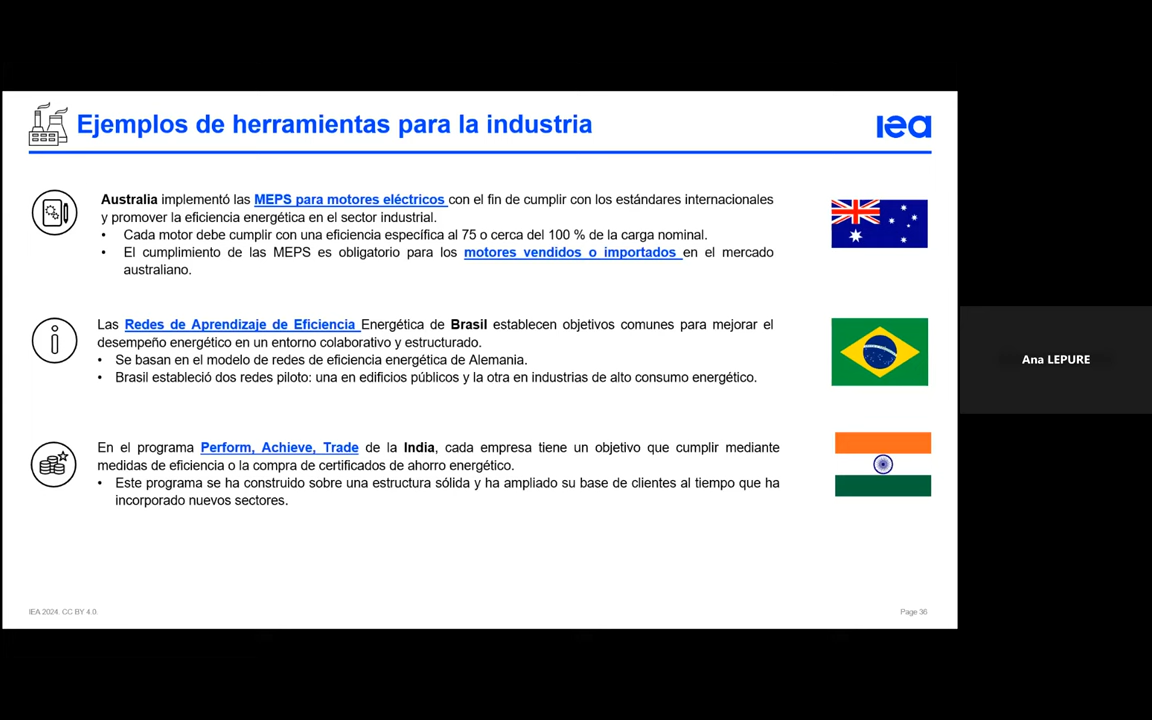 Ejemplos de herramientas para la industria
iea
Australia implementó las MEPS para motores eléctricos con el fin de cumplir con los estándares internacionales
y promover la eficiencia energética en el sector industrial.
• Cada motor debe cumplir con una eficiencia específica al 75 o cerca del 100 % de la carga nominal.
• El cumplimiento de las MEPS es obligatorio para los motores vendidos o importados en el mercado
australiano.
Las Redes de Aprendizaje de Eficiencia Energética de Brasil establecen objetivos comunes para mejorar el
desempeño energético en un entorno colaborativo y estructurado.
• Se basan en el modelo de redes de eficiencia energética de Alemania.
• Brasil estableció dos redes piloto: una en edificios públicos y la otra en industrias de alto consumo energético.
En el programa Perform, Achieve, Trade de la India, cada empresa tiene un objetivo que cumplir mediante
medidas de eficiencia o la compra de certificados de ahorro energético.
• Este programa se ha construido sobre una estructura sólida y ha ampliado su base de clientes al tiempo que ha
incorporado nuevos sectores.
IEA 2024. CC BY 4.0.
Page 36
Ana LEPURE